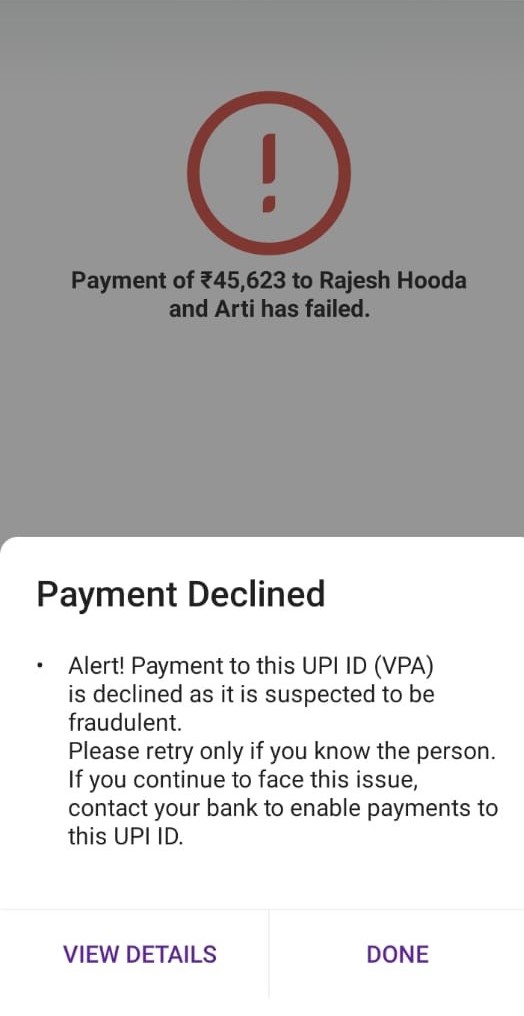 Payment of ₹45,623 to Rajesh Hooda
and Arti has failed.
Payment Declined
• Alert! Payment to this UPI ID (VPA)
is declined as it is suspected to be
fraudulent.
Please retry only if you know the person.
If you continue to face this issue,
contact your bank to enable payments to
this UPI ID.
VIEW DETAILS
DONE